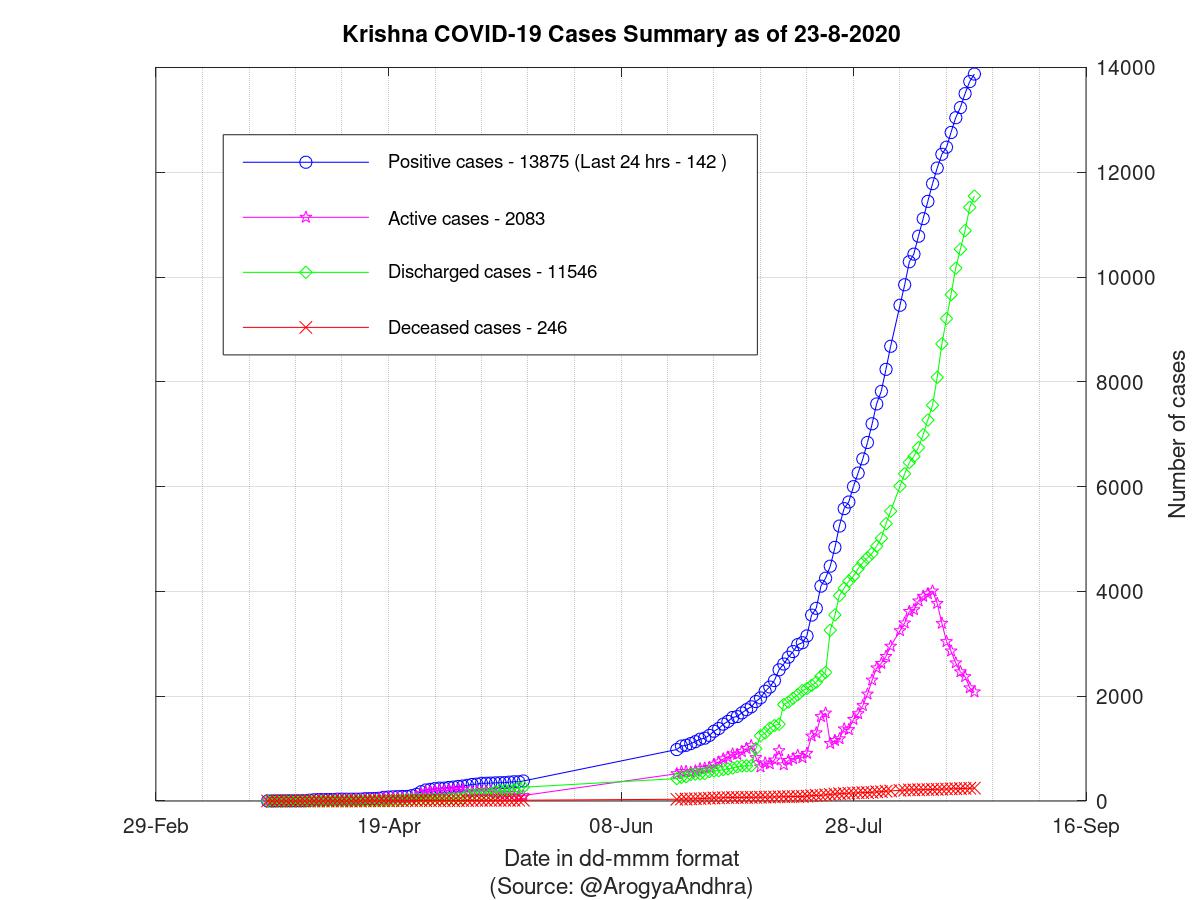 Krishna COVID-19 Cases Summary as of 23-8-2020
Positive cases - 13875 (Last 24 hrs - 142 )
Active cases - 2083
Discharged cases - 11546
Deceased cases - 246
14000
12000
10000
8000
6000
4000
2000
0
Number of cases
29-Feb 19-Apr 08-Jun 28-Jul 16-Sep
Date in dd-mmm format
(Source: @ArogyaAndhra)